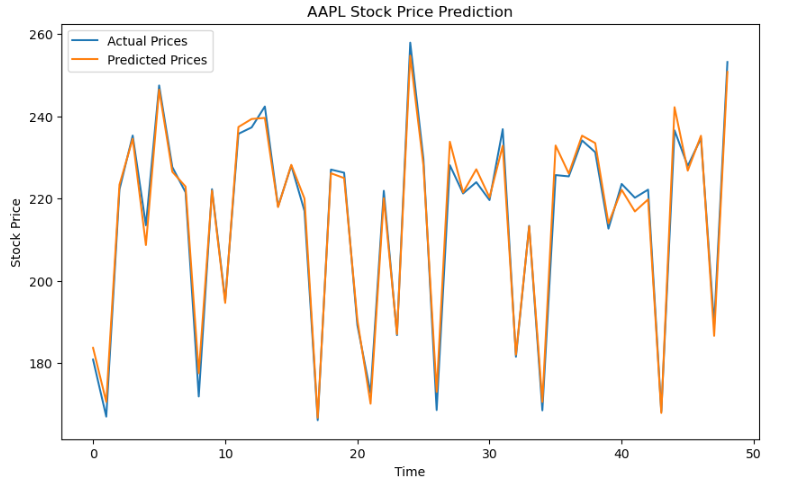 AAPL Stock Price Prediction
Actual Prices
Predicted Prices
260
240
220
200
180
Stock Price
0 10 20 30 40 50
Time